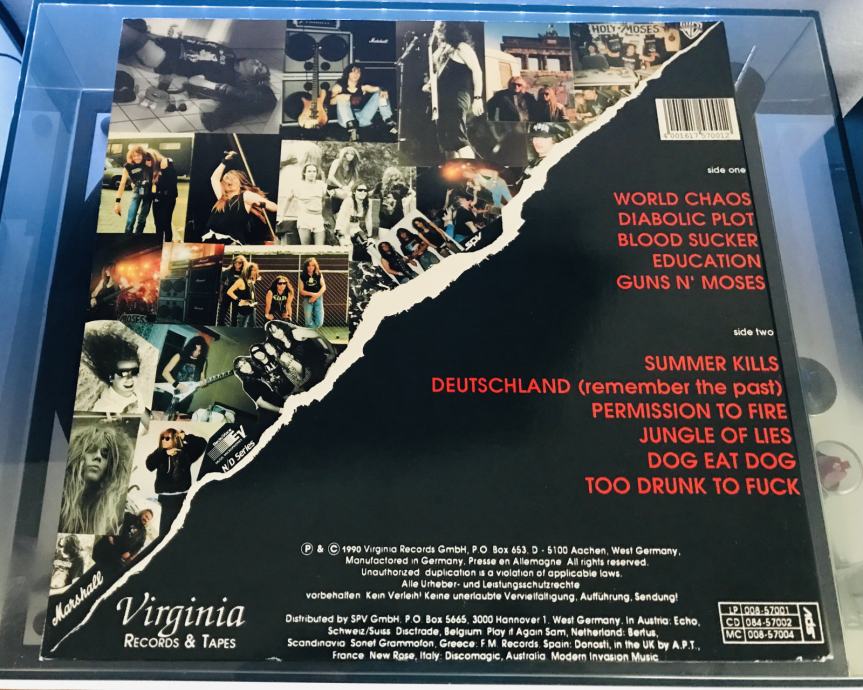 HOLY MOSES
Marshall
4 001617 570012
side one
WORLD CHAOS
DIABOLIC PLOT
BLOOD SUCKER
EDUCATION
GUNS N' MOSES
side two
SUMMER KILLS
DEUTSCHLAND (remember the past)
PERMISSION TO FIRE
JUNGLE OF LIES
DOG EAT DOG
TOO DRUNK TO FUCK
EV
N/D Series
Marshall
Virginia
RECORDS & TAPES
Ⓟ & © 1990 Virginia Records GmbH, P.O. Box 653, D - 5100 Aachen, West Germany,
Manufactored in Germany, Presse en Allemagne. All rights reserved.
Unauthorized duplication is a violation of applicable laws.
Alle Urheber- und Leistungsschutzrechte
vorbehalten. Kein Verleih! Keine unerlaubte Vervielfältigung, Aufführung, Sendung!
Distributed by SPV GmbH, P.O. Box 5665, 3000 Hannover 1, West Germany, In Austria: Echo,
Schweiz/Suiss: Disctrade, Belgium: Play it Again Sam, Netherland: Bertus,
Scandinavia: Sonet Grammofon, Greece: F.M. Records, Spain: Donosti, in the UK by A.P.T.,
France: New Rose, Italy: Discomagic, Australia: Modern Invasion Music
LP 008-57001
CD 084-57002
MC 008-57004
spv